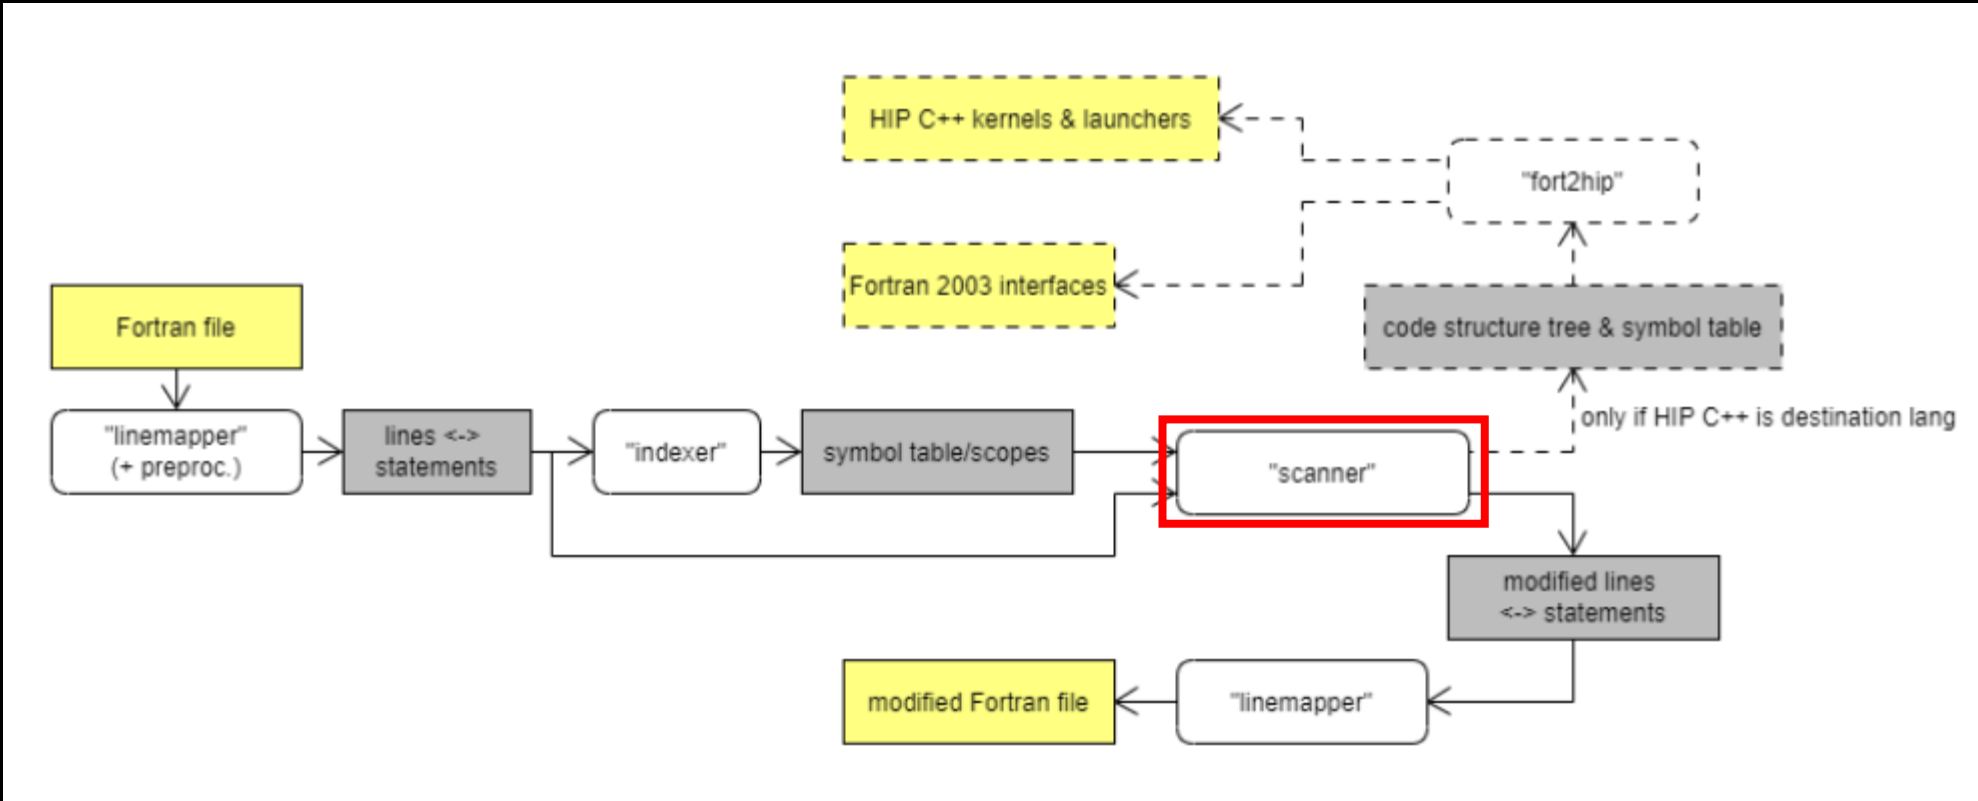 HIP C++ kernels & launchers
"fort2hip"
Fortran 2003 interfaces
Fortran file
code structure tree & symbol table
only if HIP C++ is destination lang
"linemapper"
(+ preproc.)
lines <->
statements
"indexer"
symbol table/scopes
"scanner"
modified lines
<-> statements
modified Fortran file
"linemapper"